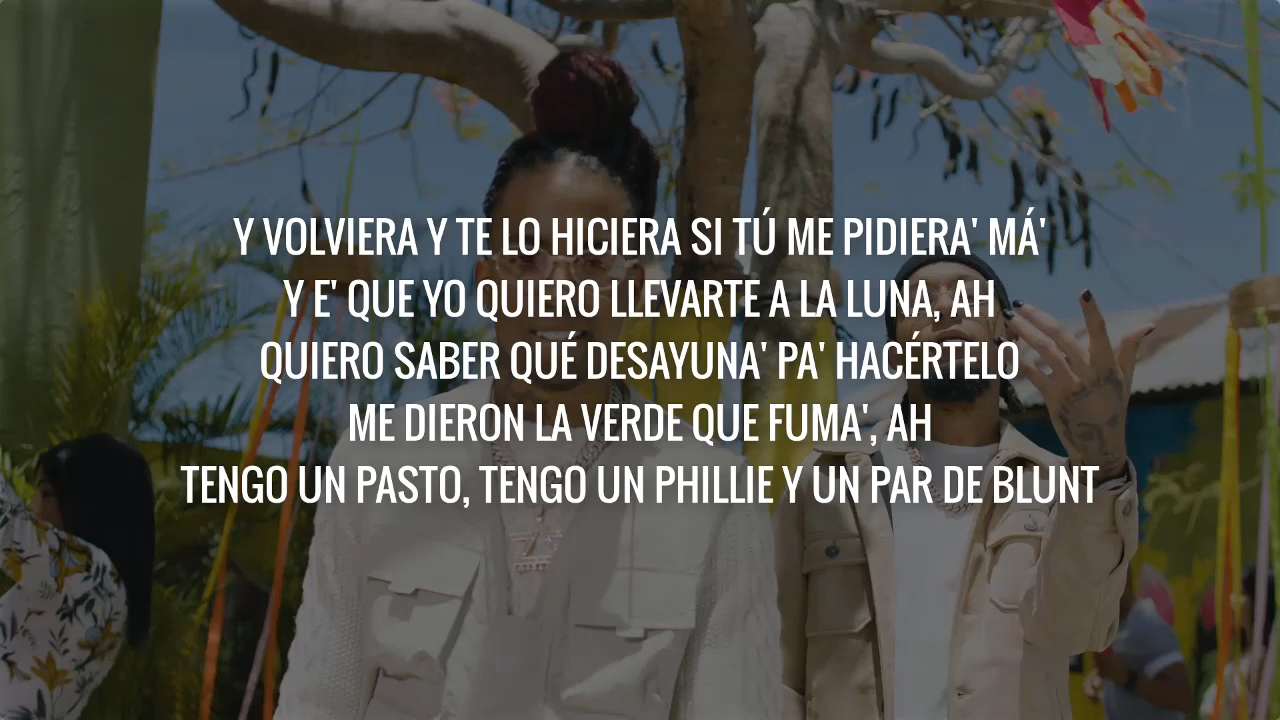 Y VOLVIERA Y TE LO HICIERA SI TÚ ME PIDIERA' MÁ'
Y E' QUE YO QUIERO LLEVARTE A LA LUNA, AH
QUIERO SABER QUÉ DESAYUNA' PA' HACÉRTELO
ME DIERON LA VERDE QUE FUMA', AH
TENGO UN PASTO, TENGO UN PHILLIE Y UN PAR DE BLUNT